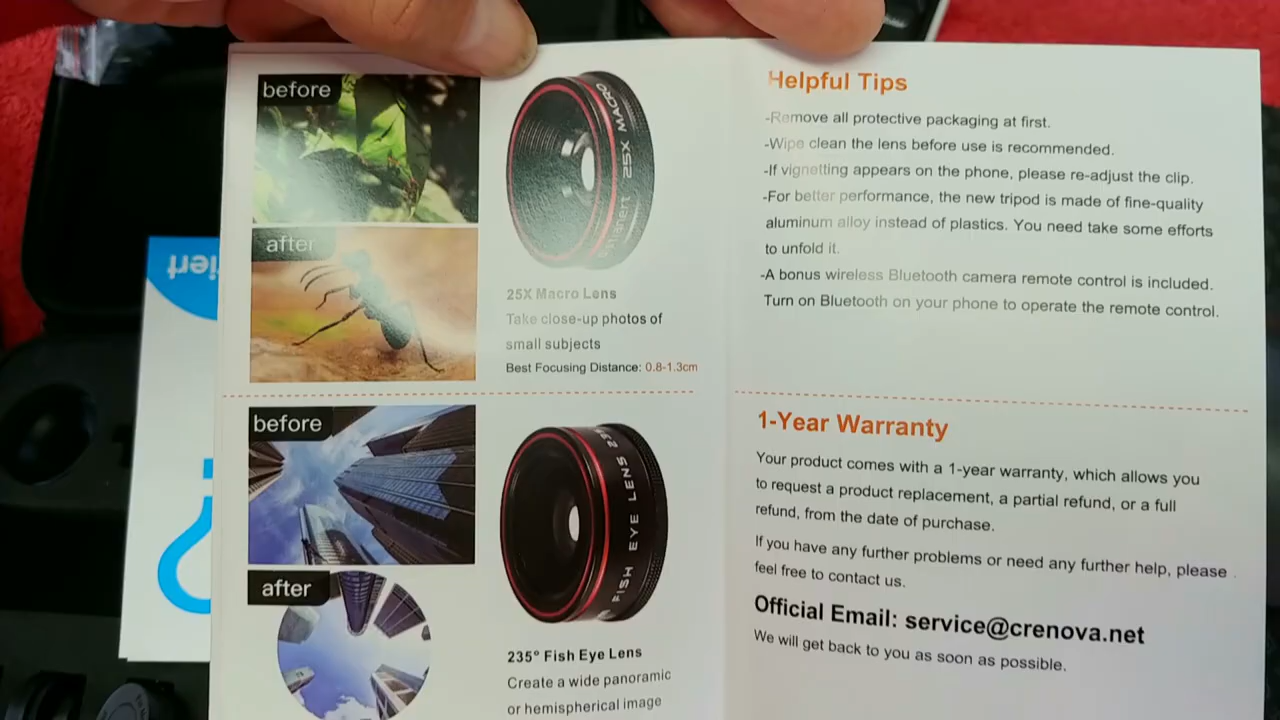 before
after
25X MACRO
25X Macro Lens
Take close-up photos of
small subjects
Best Focusing Distance: 0.8-1.3cm
before
after
FISH EYE LENS 235
235° Fish Eye Lens
Create a wide panoramic
or hemispherical image
Helpful Tips
-Remove all protective packaging at first.
-Wipe clean the lens before use is recommended.
-If vignetting appears on the phone, please re-adjust the clip.
-For better performance, the new tripod is made of fine-quality
aluminum alloy instead of plastics. You need take some efforts
to unfold it.
-A bonus wireless Bluetooth camera remote control is included.
Turn on Bluetooth on your phone to operate the remote control.
1-Year Warranty
Your product comes with a 1-year warranty, which allows you
to request a product replacement, a partial refund, or a full
refund, from the date of purchase.
If you have any further problems or need any further help, please
feel free to contact us.
Official Email: service@crenova.net
We will get back to you as soon as possible.